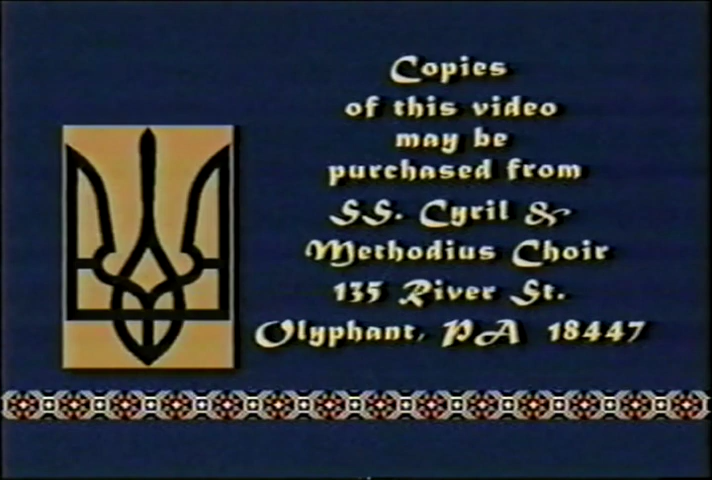 Copies
of this video
may be
purchased from
SS. Cyril &
Methodius Choir
135 River St.
Olyphant, PA 18447